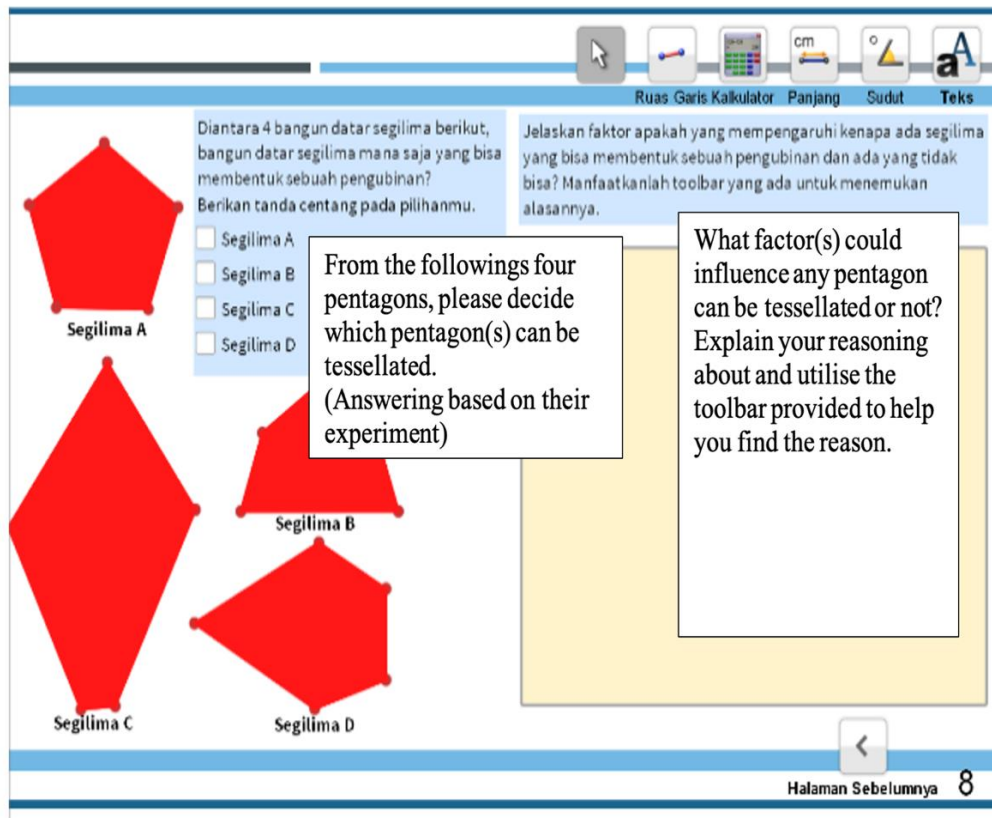 cm
Ruas Garis Kalkulator Panjang Sudut Teks
Diantara 4 bangun datar segilima berikut,
bangun datar segilima mana saja yang bisa
membentuk sebuah pengubinan?
Berikan tanda centang pada pilihanmu.
Segilima A
Segilima B
Segilima C
Segilima D
Jelaskan faktor apakah yang mempengaruhi kenapa ada segilima
yang bisa membentuk sebuah pengubinan dan ada yang tidak
bisa? Manfaatkanlah toolbar yang ada untuk menemukan
alasannya.
From the followings four
pentagons, please decide
which pentagon(s) can be
tessellated.
(Answering based on their
experiment)
What factor(s) could
influence any pentagon
can be tessellated or not?
Explain your reasoning
about and utilise the
toolbar provided to help
you find the reason.
Segilima A
Segilima B
Segilima C
Segilima D
Halaman Sebelumnya 8